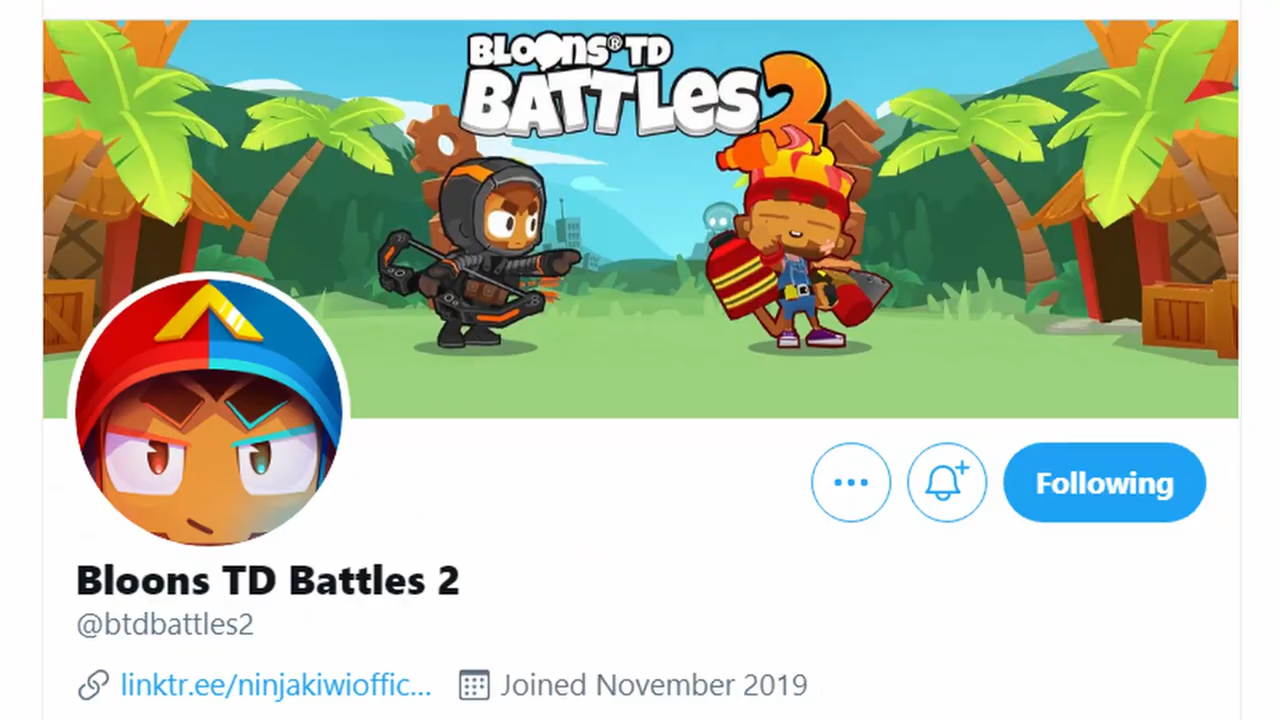 BLOONS® TD
BATTLES 2
Following
Bloons TD Battles 2
@btdbattles2
linktr.ee/ninjakiwioffic...
Joined November 2019